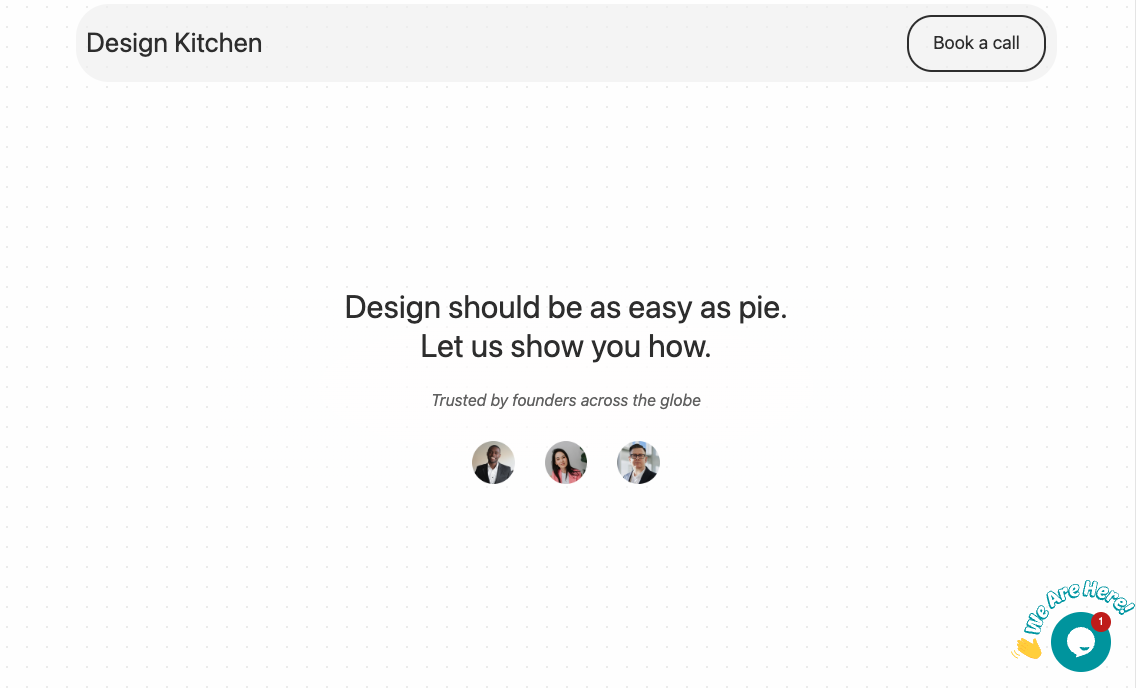 Design Kitchen
Book a call
Design should be as easy as pie.
Let us show you how.
Trusted by founders across the globe
We Are Here!
1